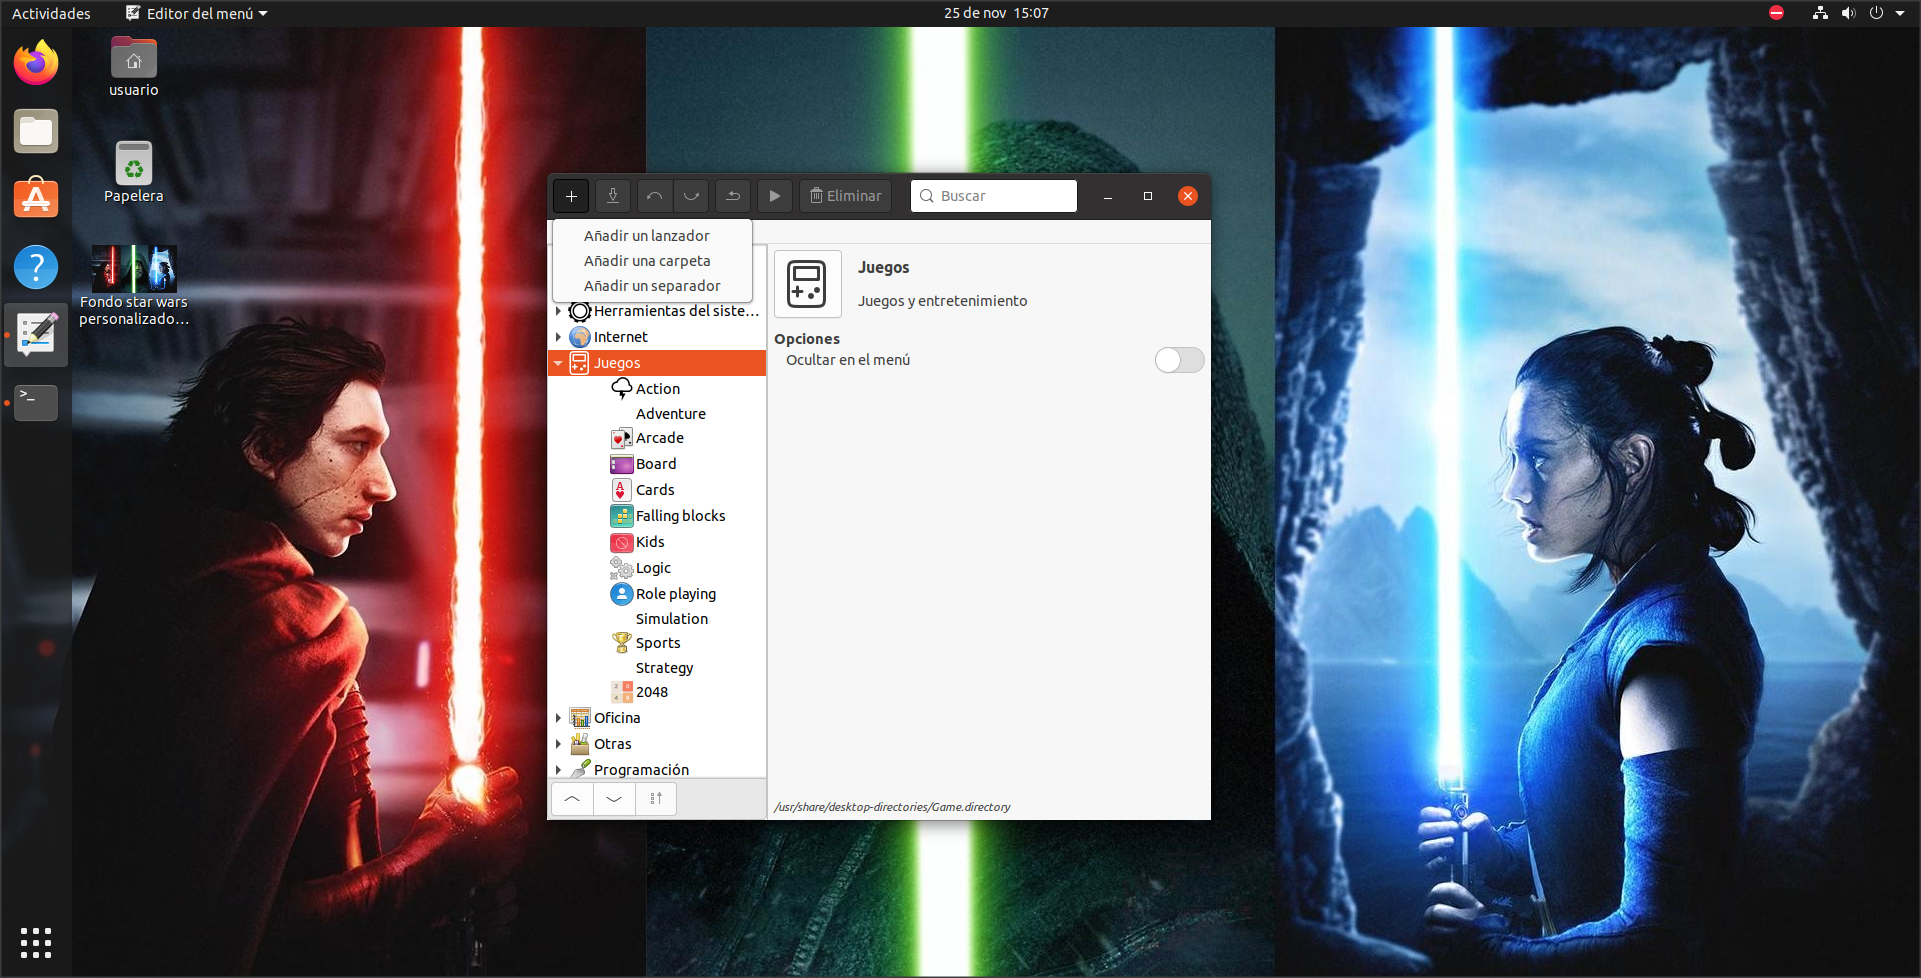 Actividades
Editor del menú
25 de nov 15:07
usuario
Papelera
Fondo star wars
personalizado...
Eliminar
Buscar
Añadir un lanzador
Añadir una carpeta
Añadir un separador
Herramientas del siste...
Internet
Juegos
Action
Adventure
Arcade
Board
Cards
Falling blocks
Kids
Logic
Role playing
Simulation
Sports
Strategy
2048
Oficina
Otras
Programación
Juegos
Juegos y entretenimiento
Opciones
Ocultar en el menú
/usr/share/desktop-directories/Game.directory